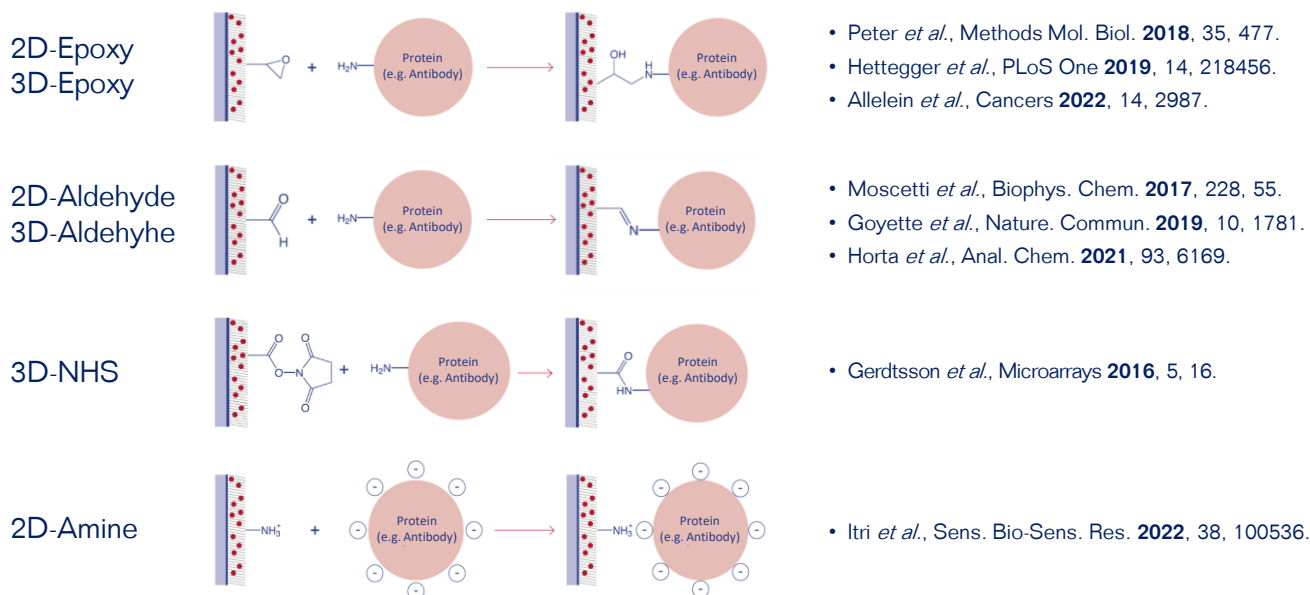 2D-Epoxy
3D-Epoxy
O
+
H₂N
Protein
(e.g. Antibody)
OH
H
N
Protein
(e.g. Antibody)
• Peter et al., Methods Mol. Biol. 2018, 35, 477.
• Hettegger et al., PLoS One 2019, 14, 218456.
• Allelein et al., Cancers 2022, 14, 2987.
2D-Aldehyde
3D-Aldehyhe
O
H
+
H₂N
Protein
(e.g. Antibody)
N
Protein
(e.g. Antibody)
• Moscetti et al., Biophys. Chem. 2017, 228, 55.
• Goyette et al., Nature. Commun. 2019, 10, 1781.
• Horta et al., Anal. Chem. 2021, 93, 6169.
3D-NHS
O
O
O
N
O
+
H₂N
Protein
(e.g. Antibody)
O
HN
Protein
(e.g. Antibody)
• Gerdtsson et al., Microarrays 2016, 5, 16.
2D-Amine
NH₃⁺
+
- - - - - - - -
Protein
(e.g. Antibody)
NH₃⁺
- - - - - - - -
Protein
(e.g. Antibody)
• Itri et al., Sens. Bio-Sens. Res. 2022, 38, 100536.